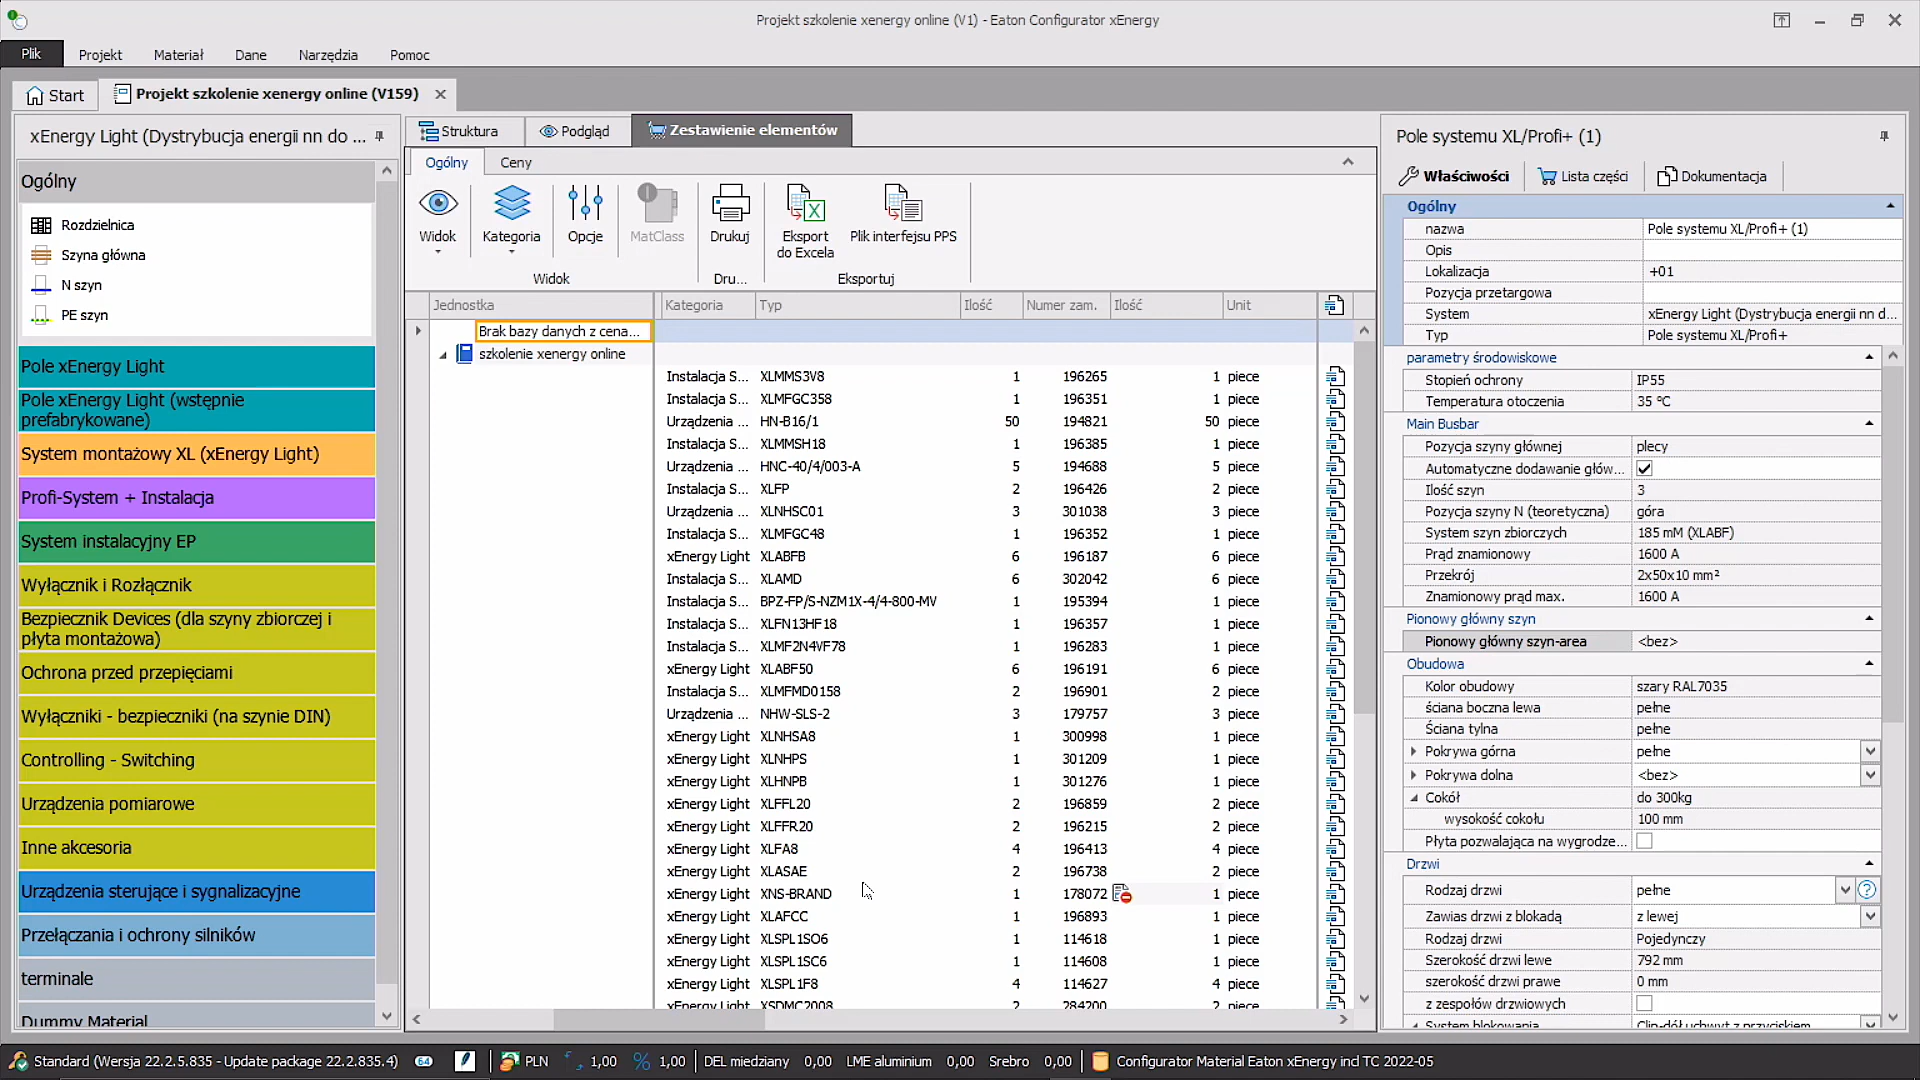 Projekt szkolenie xenergy online (V1) - Eaton Configurator xEnergy
Plik Projekt Materiał Dane Narzędzia Pomoc
Start Projekt szkolenie xenergy online (V159)
xEnergy Light (Dystrybucja energii nn do ...
Ogólny
Rozdzielnica
Szyna główna
N szyn
PE szyn
Pole xEnergy Light
Pole xEnergy Light (wstępnie
prefabrykowane)
System montażowy XL (xEnergy Light)
Profi-System + Instalacja
System instalacyjny EP
Wyłącznik i Rozłącznik
Bezpiecznik Devices (dla szyny zbiorczej i
płyta montażowa)
Ochrona przed przepięciami
Wyłączniki - bezpieczniki (na szynie DIN)
Controlling - Switching
Urządzenia pomiarowe
Inne akcesoria
Urządzenia sterujące i sygnalizacyjne
Przełączania i ochrony silników
terminale
Dummy Material
Struktura Podgląd Zestawienie elementów
Ogólny Ceny
Widok Kategoria Opcje MatClass Drukuj Eksport Plik interfejsu PPS
do Excela
Widok Dru... Eksportuj
Jednostka Kategoria Typ Ilość Numer zam. Ilość Unit
Brak bazy danych z cena...
szkolenie xenergy online
Instalacja S... XLMMS3V8 1 196265 1 piece
Instalacja S... XLMFGC358 1 196351 1 piece
Urządzenia ... HN-B16/1 50 194821 50 piece
Instalacja S... XLMMSH18 1 196385 1 piece
Urządzenia ... HNC-40/4/003-A 5 194688 5 piece
Instalacja S... XLFP 2 196426 2 piece
Urządzenia ... XLNHSC01 3 301038 3 piece
Instalacja S... XLMFGC48 1 196352 1 piece
xEnergy Light XLABFB 6 196187 6 piece
Instalacja S... XLAMD 6 302042 6 piece
Instalacja S... BPZ-FP/S-NZM1X-4/4-800-MV 1 195394 1 piece
Instalacja S... XLFN13HF18 1 196357 1 piece
Instalacja S... XLMF2N4VF78 1 196283 1 piece
xEnergy Light XLABF50 6 196191 6 piece
Instalacja S... XLMFMD0158 2 196901 2 piece
Urządzenia ... NHW-SLS-2 3 179757 3 piece
xEnergy Light XLNHSA8 1 300998 1 piece
xEnergy Light XLNHPS 1 301209 1 piece
xEnergy Light XLHNPB 1 301276 1 piece
xEnergy Light XLFFL20 2 196859 2 piece
xEnergy Light XLFFR20 2 196215 2 piece
xEnergy Light XLFA8 4 196413 4 piece
xEnergy Light XLASAE 2 196738 2 piece
xEnergy Light XNS-BRAND 1 178072 1 piece
xEnergy Light XLAFCC 1 196893 1 piece
xEnergy Light XLSPL1SO6 1 114618 1 piece
xEnergy Light XLSPL1SC6 1 114608 1 piece
xEnergy Light XLSPL1F8 4 114627 4 piece
xEnergy Light XSDMC2008 2 284200 2 piece
Pole systemu XL/Profi+ (1)
Właściwości Lista części Dokumentacja
Ogólny
nazwa Pole systemu XL/Profi+ (1)
Opis
Lokalizacja +01
Pozycja przetargowa
System xEnergy Light (Dystrybucja energii nn d...
Typ Pole systemu XL/Profi+
parametry środowiskowe
Stopień ochrony IP55
Temperatura otoczenia 35 °C
Main Busbar
Pozycja szyny głównej plecy
Automatyczne dodawanie głów...
Ilość szyn 3
Pozycja szyny N (teoretyczna) góra
System szyn zbiorczych 185 mM (XLABF)
Prąd znamionowy 1600 A
Przekrój 2x50x10 mm²
Znamionowy prąd max. 1600 A
Pionowy główny szyn
Pionowy główny szyn-area <bez>
Obudowa
Kolor obudowy szary RAL7035
ściana boczna lewa pełne
Ściana tylna pełne
Pokrywa górna pełne
Pokrywa dolna <bez>
Cokół do 300kg
wysokość cokołu 100 mm
Płyta pozwalająca na wygrodze...
Drzwi
Rodzaj drzwi pełne
Zawias drzwi z blokadą z lewej
Rodzaj drzwi Pojedynczy
Szerokość drzwi lewe 792 mm
szerokość drzwi prawe 0 mm
z zespołów drzwiowych
System blokowania Clip-dół uchwyt z przyciskiem
Standard (Wersja 22.2.5.835 - Update package 22.2.835.4) 64 PLN 1,00 % 1,00 DEL miedziany 0,00 LME aluminium 0,00 Srebro 0,00 Configurator Material Eaton xEnergy incl TC 2022-05